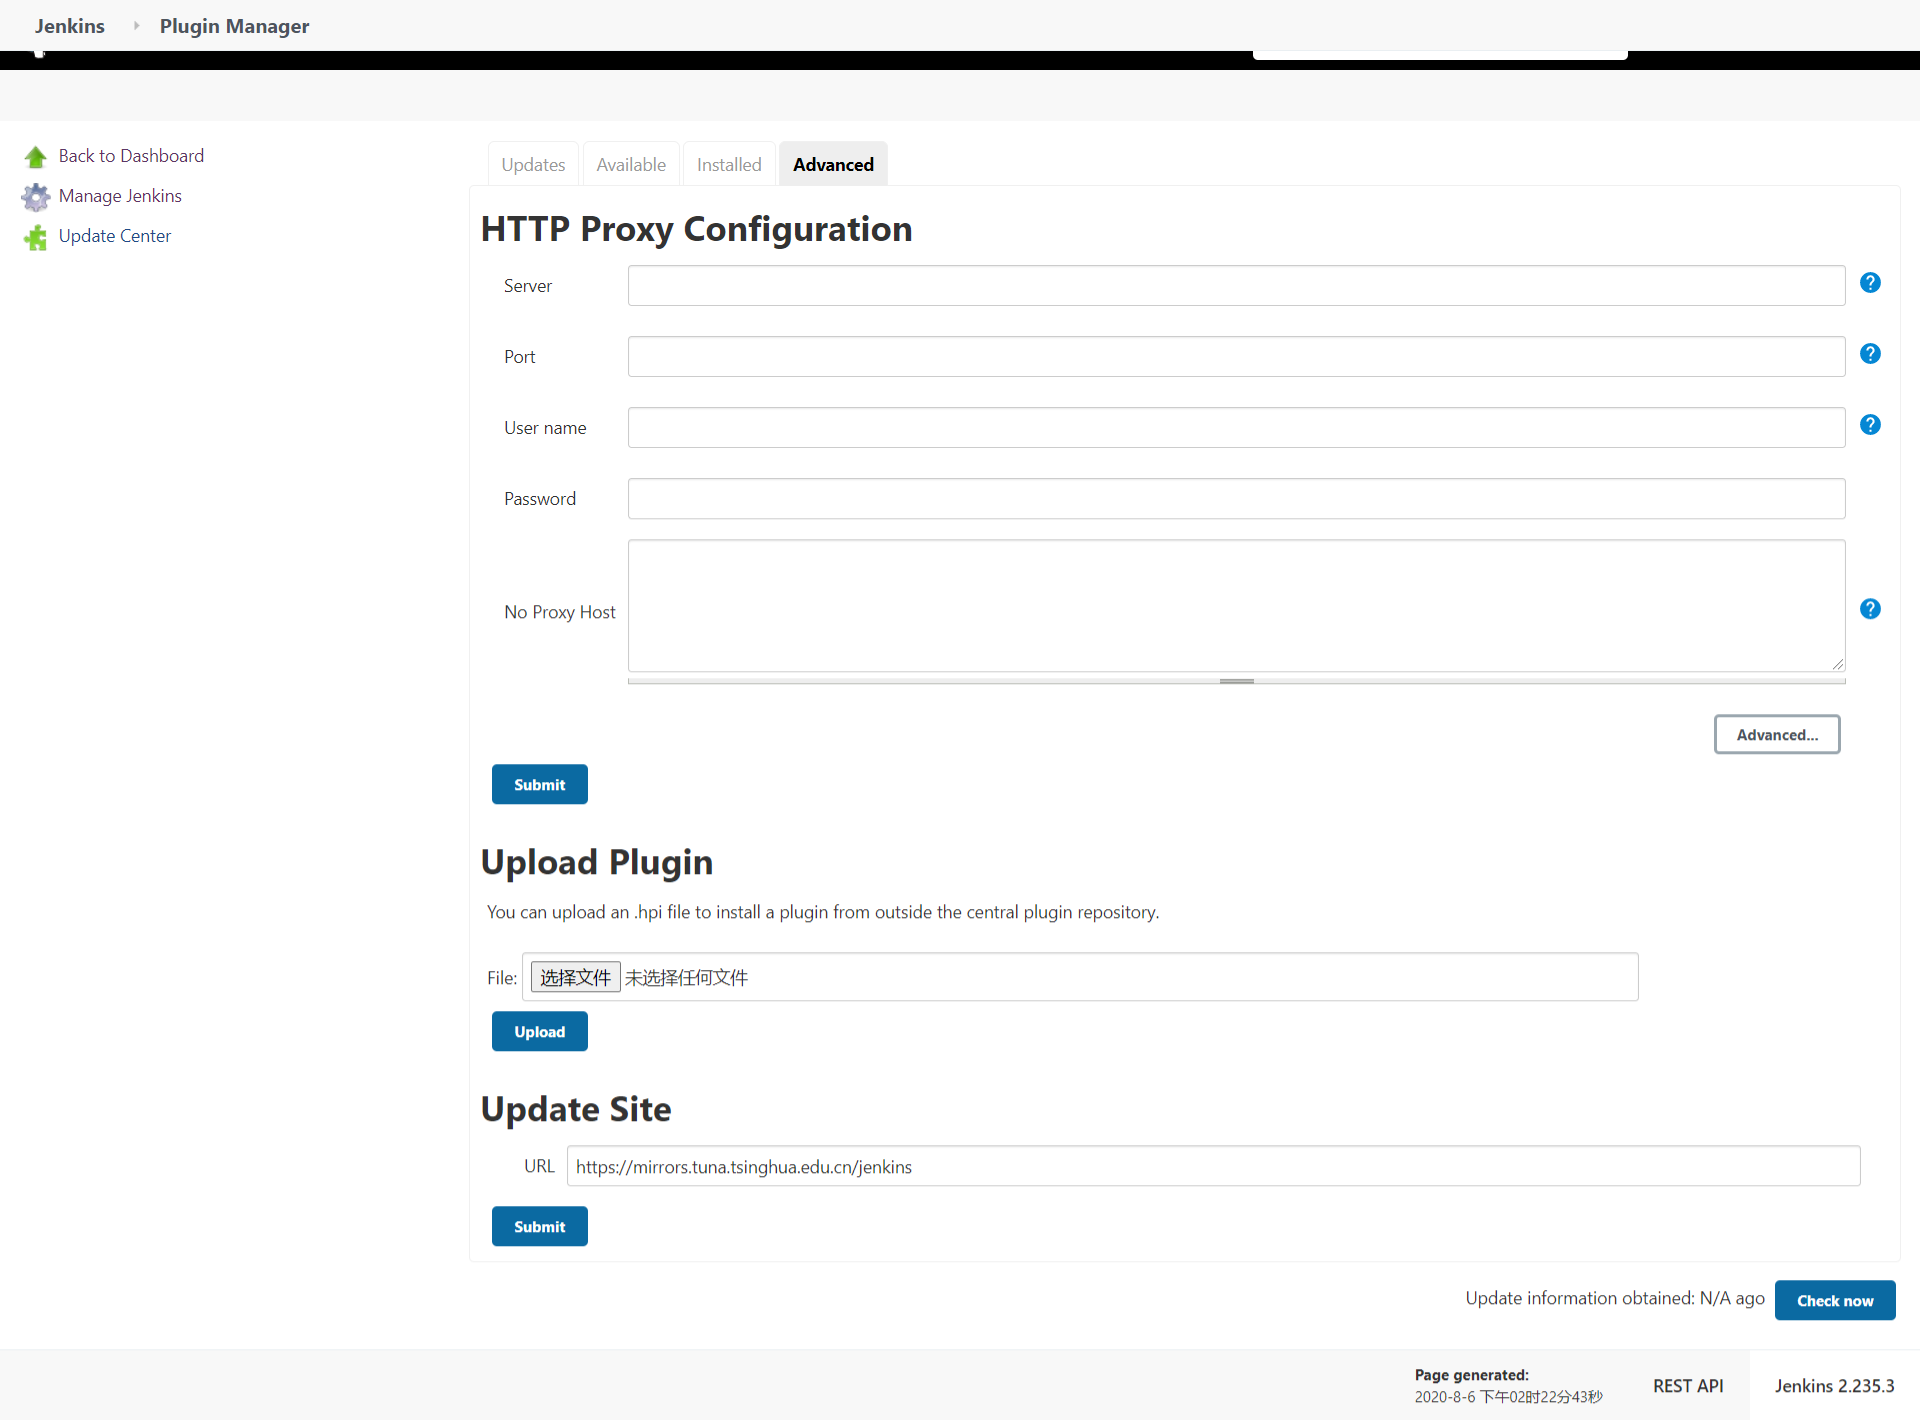 Jenkins
Plugin Manager
Back to Dashboard
Manage Jenkins
Update Center
Updates
Available
Installed
Advanced
HTTP Proxy Configuration
Server
Port
User name
Password
No Proxy Host
Advanced...
Submit
Upload Plugin
You can upload an .hpi file to install a plugin from outside the central plugin repository.
File: 选择文件 未选择任何文件
Upload
Update Site
URL https://mirrors.tuna.tsinghua.edu.cn/jenkins
Submit
Update information obtained: N/A ago
Check now
Page generated:
2020-8-6 下午02时22分43秒
REST API
Jenkins 2.235.3